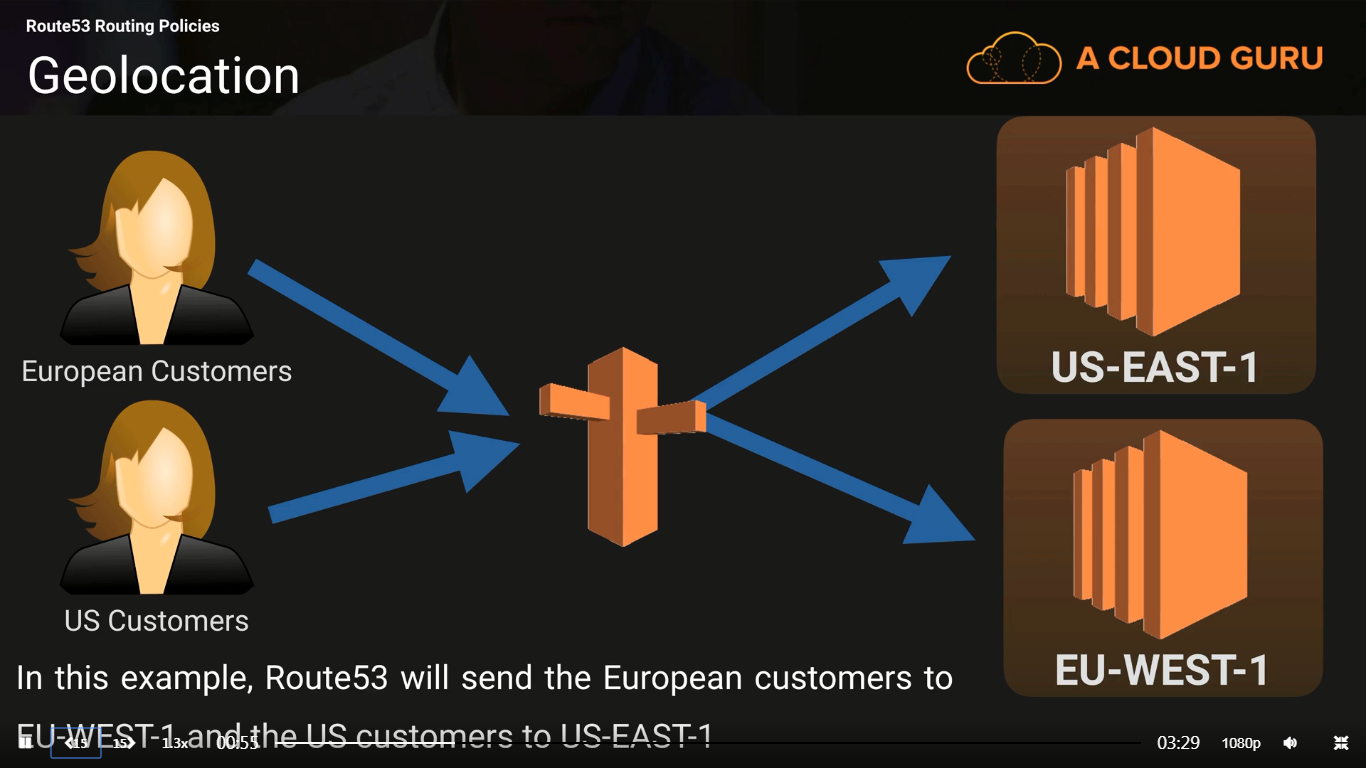 Route53 Routing Policies
Geolocation
A CLOUD GURU
European Customers
US Customers
US-EAST-1
EU-WEST-1
In this example, Route53 will send the European customers to
EU-WEST-1 and the US customers to US-EAST-1
15
15
1.3x
00:55
03:29
1080p